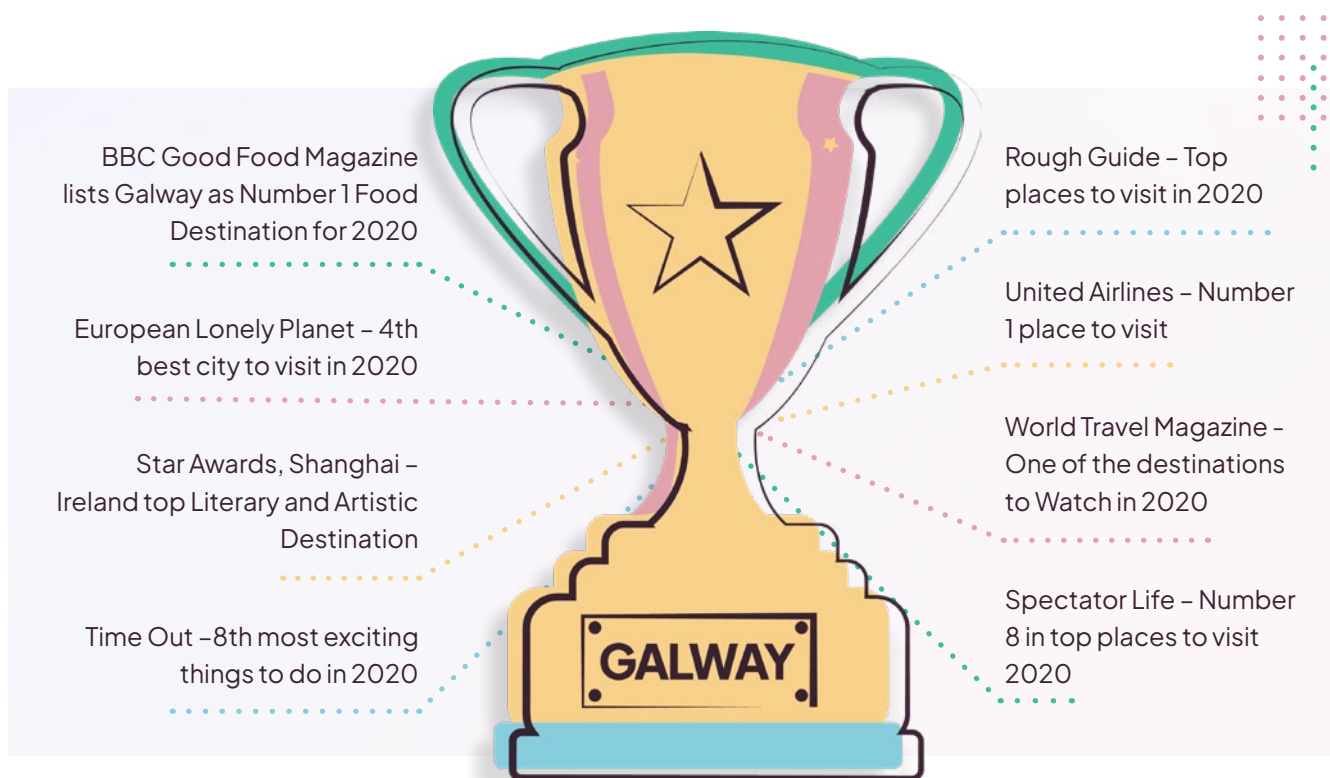 BBC Good Food Magazine
lists Galway as Number 1 Food
Destination for 2020
European Lonely Planet – 4th
best city to visit in 2020
Star Awards, Shanghai –
Ireland top Literary and Artistic
Destination
Time Out –8th most exciting
things to do in 2020
GALWAY
Rough Guide – Top
places to visit in 2020
United Airlines – Number
1 place to visit
World Travel Magazine -
One of the destinations
to Watch in 2020
Spectator Life – Number
8 in top places to visit
2020